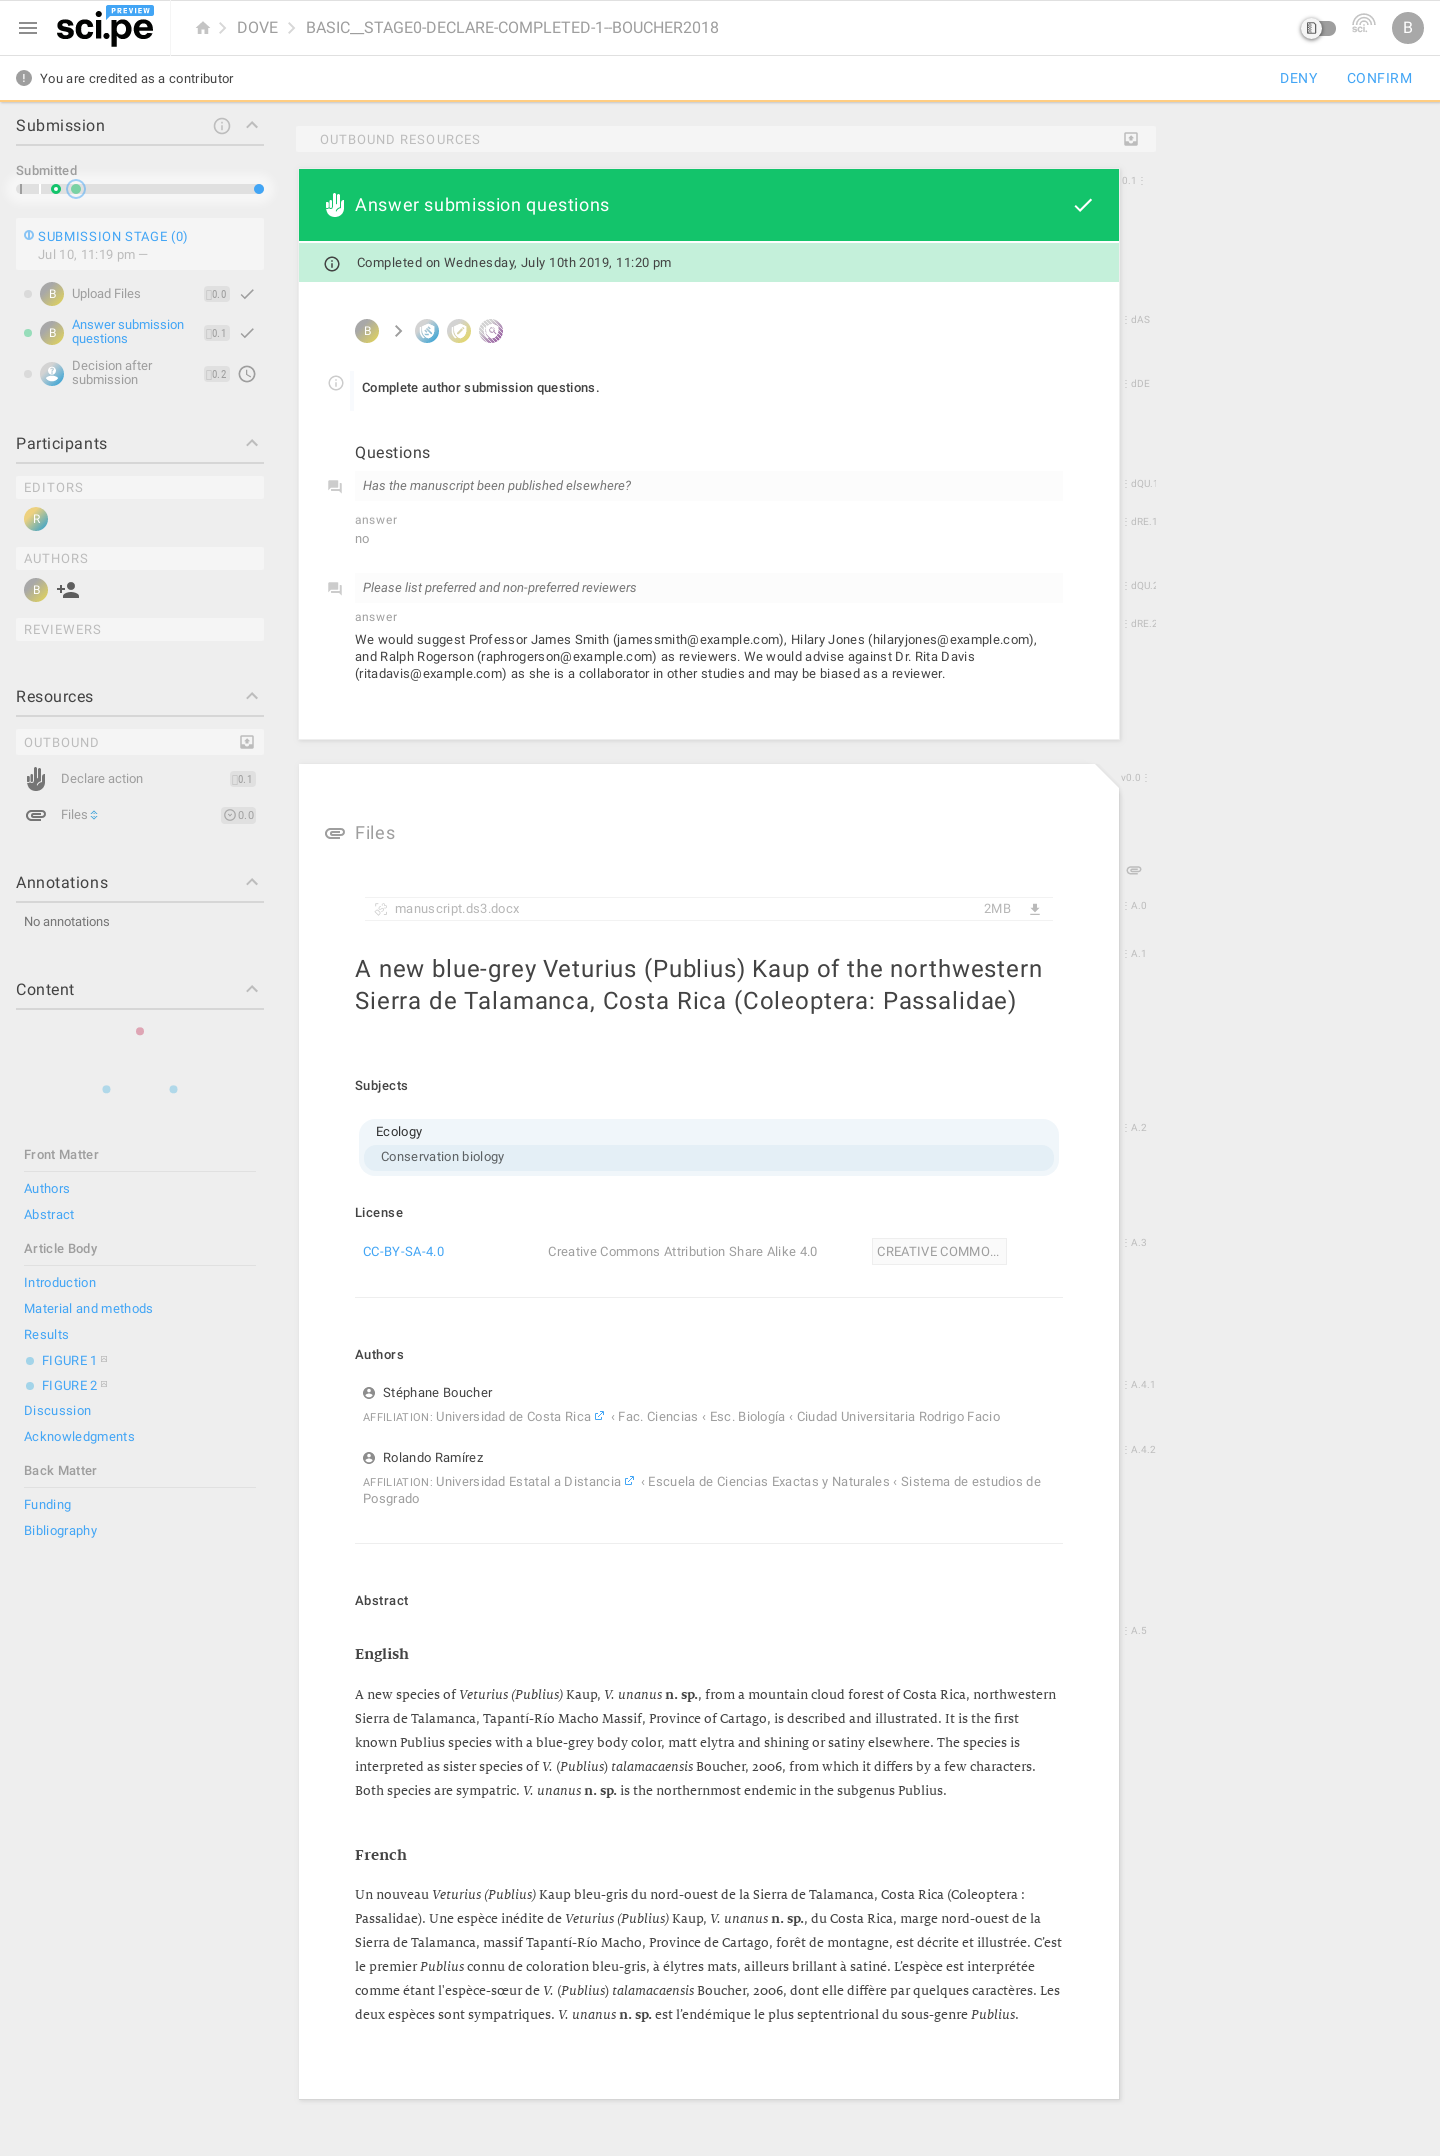 PREVIEW
sci.pe
DOVE
BASIC__STAGE0-DECLARE-COMPLETED-1--BOUCHER2018
sci.
B
You are credited as a contributor
DENY
CONFIRM
Submission
Submitted
SUBMISSION STAGE (0)
Jul 10, 11:19 pm —
B Upload Files 0.0
B Answer submission
questions 0.1
Decision after
submission 0.2
Participants
EDITORS
R
AUTHORS
B
REVIEWERS
Resources
OUTBOUND
Declare action 0.1
Files 0.0
Annotations
No annotations
Content
Front Matter
Authors
Abstract
Article Body
Introduction
Material and methods
Results
FIGURE 1
FIGURE 2
Discussion
Acknowledgments
Back Matter
Funding
Bibliography
OUTBOUND RESOURCES
0.1
Answer submission questions
Completed on Wednesday, July 10th 2019, 11:20 pm
dAS
B
dDE
Complete author submission questions.
Questions
dQU.1
Has the manuscript been published elsewhere?
dRE.1
answer
no
dQU.2
Please list preferred and non-preferred reviewers
dRE.2
answer
We would suggest Professor James Smith (jamessmith@example.com), Hilary Jones (hilaryjones@example.com),
and Ralph Rogerson (raphrogerson@example.com) as reviewers. We would advise against Dr. Rita Davis
(ritadavis@example.com) as she is a collaborator in other studies and may be biased as a reviewer.
v0.0
Files
A.0
manuscript.ds3.docx 2MB
A.1
A new blue-grey Veturius (Publius) Kaup of the northwestern
Sierra de Talamanca, Costa Rica (Coleoptera: Passalidae)
Subjects
A.2
Ecology
Conservation biology
License
A.3
CC-BY-SA-4.0 Creative Commons Attribution Share Alike 4.0 CREATIVE COMMO...
Authors
A.4.1
Stéphane Boucher
AFFILIATION: Universidad de Costa Rica ‹ Fac. Ciencias ‹ Esc. Biología ‹ Ciudad Universitaria Rodrigo Facio
A.4.2
Rolando Ramírez
AFFILIATION: Universidad Estatal a Distancia ‹ Escuela de Ciencias Exactas y Naturales ‹ Sistema de estudios de
Posgrado
Abstract
A.5
English
A new species of Veturius (Publius) Kaup, V. unanus n. sp., from a mountain cloud forest of Costa Rica, northwestern
Sierra de Talamanca, Tapantí-Río Macho Massif, Province of Cartago, is described and illustrated. It is the first
known Publius species with a blue-grey body color, matt elytra and shining or satiny elsewhere. The species is
interpreted as sister species of V. (Publius) talamacaensis Boucher, 2006, from which it differs by a few characters.
Both species are sympatric. V. unanus n. sp. is the northernmost endemic in the subgenus Publius.
French
Un nouveau Veturius (Publius) Kaup bleu-gris du nord-ouest de la Sierra de Talamanca, Costa Rica (Coleoptera :
Passalidae). Une espèce inédite de Veturius (Publius) Kaup, V. unanus n. sp., du Costa Rica, marge nord-ouest de la
Sierra de Talamanca, massif Tapantí-Río Macho, Province de Cartago, forêt de montagne, est décrite et illustrée. C'est
le premier Publius connu de coloration bleu-gris, à élytres mats, ailleurs brillant à satiné. L'espèce est interprétée
comme étant l'espèce-sœur de V. (Publius) talamacaensis Boucher, 2006, dont elle diffère par quelques caractères. Les
deux espèces sont sympatriques. V. unanus n. sp. est l'endémique le plus septentrional du sous-genre Publius.